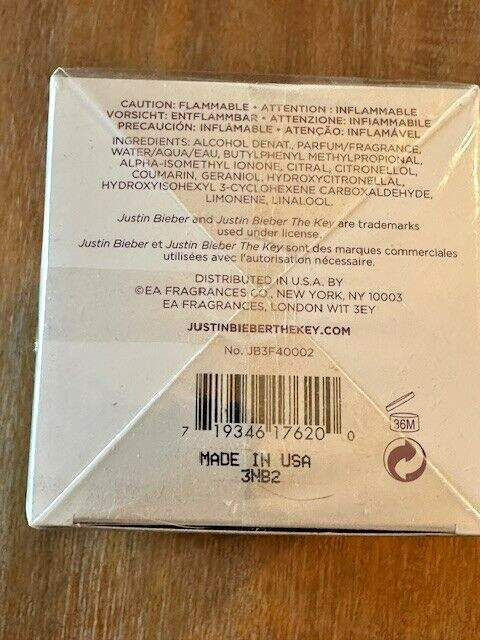 CAUTION: FLAMMABLE • ATTENTION : INFLAMMABLE
VORSICHT: ENTFLAMMBAR • ATTENZIONE: INFIAMMABILE
PRECAUCIÓN: INFLÁMABLE • ATENÇÃO: INFLAMÁVEL
INGREDIENTS: ALCOHOL DENAT., PARFUM/FRAGRANCE,
WATER/AQUA/EAU, BUTYLPHENYL METHYLPROPIONAL,
ALPHA-ISOMETHYL IONONE, CITRAL, CITRONELLOL,
COUMARIN, GERANIOL, HYDROXYCITRONELLAL,
HYDROXYISOHEXYL 3-CYCLOHEXENE CARBOXALDEHYDE,
LIMONENE, LINALOOL.
Justin Bieber and Justin Bieber The Key are trademarks
used under license.
Justin Bieber et Justin Bieber The Key sont des marques commerciales
utilisées avec l'autorisation nécessaire.
DISTRIBUTED IN U.S.A. BY
©EA FRAGRANCES CO., NEW YORK, NY 10003
EA FRAGRANCES, LONDON W1T 3EY
JUSTINBIEBERTHEKEY.COM
No. JB3F40002
7 19346 17620 0
36M
MADE IN USA
3NB2